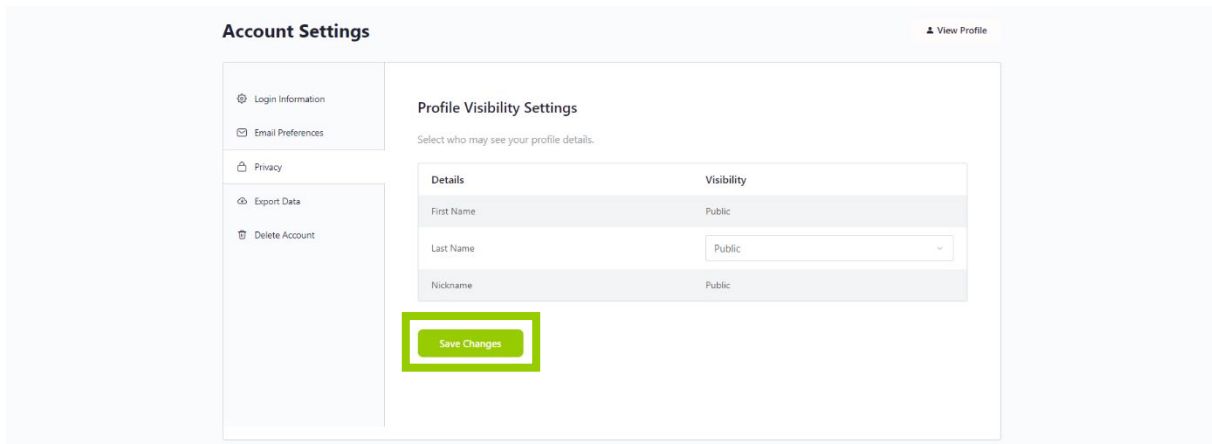 Account Settings
View Profile
Login Information
Email Preferences
Privacy
Export Data
Delete Account
Profile Visibility Settings
Select who may see your profile details.
Details Visibility
First Name Public
Last Name Public
Nickname Public
Save Changes